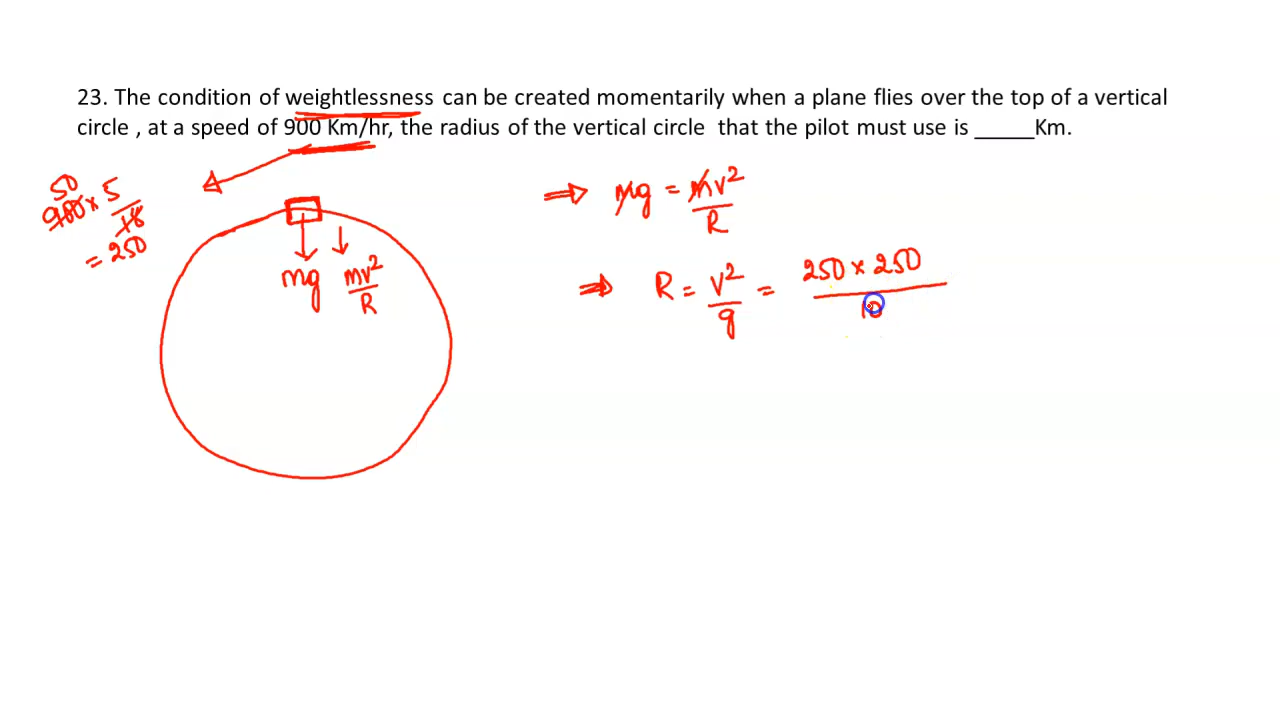 23. The condition of weightlessness can be created momentarily when a plane flies over the top of a vertical
circle , at a speed of 900 Km/hr, the radius of the vertical circle  that the pilot must use is _____Km.
50
900 × 5/18
= 250
mg mv²/R
⇒ mg = mv²/R
⇒ R = v²/g = 250 × 250/10